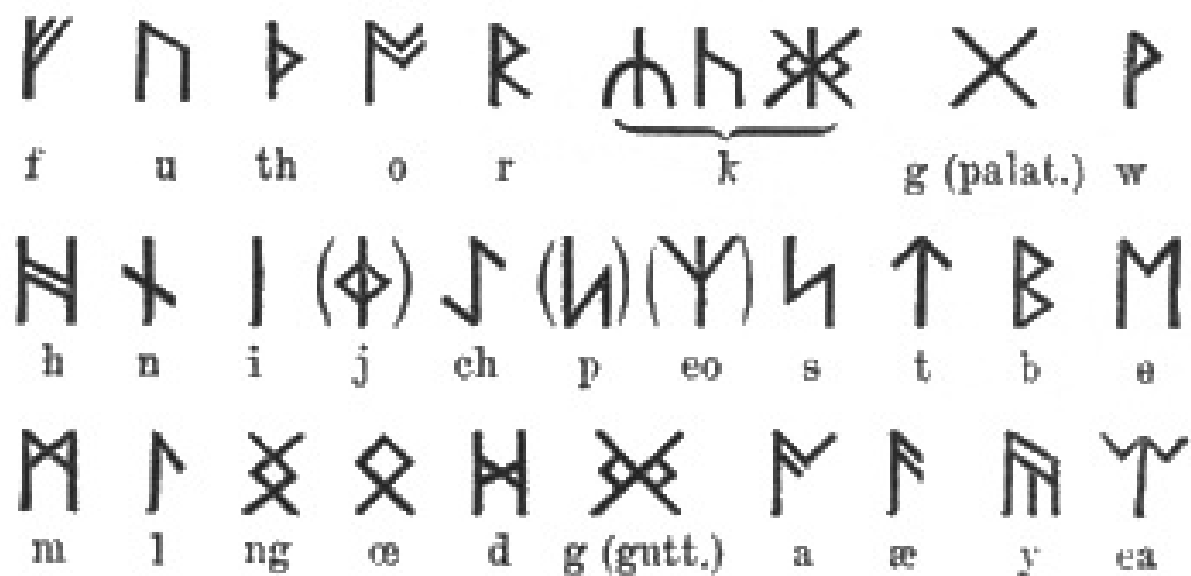 ᚠ ᚢ ᚦ ᚩ ᚱ ᛣ ᚳ ᛤ ᚷ ᚹ
f u th o r k g (palat.) w
ᚻ ᚾ ᛁ (ᛄ) ᛇ (ᛈ) (ᛉ) ᛋ ᛏ ᛒ ᛖ
h n i j ch p eo s t b e
ᛗ ᛚ ᛝ ᛟ ᛞ ᚸ ᚪ ᚫ ᚣ ᛠ
m l ng œ d g (gutt.) a æ y ea